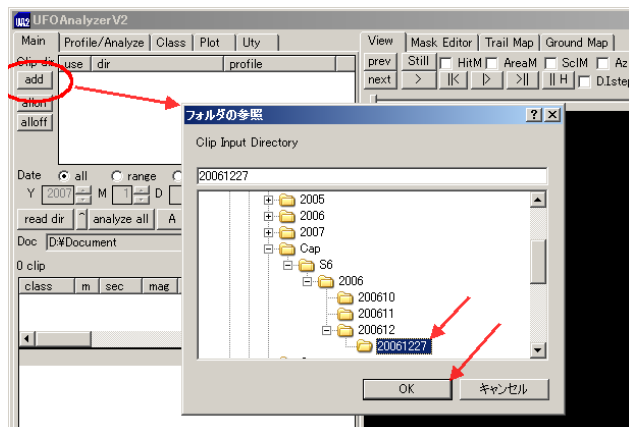 UA2 UFOAnalyzerV2
Main Profile/Analyze Class Plot Uty
View Mask Editor Trail Map Ground Map
Clip dir use dir profile
prev Still HitM AreaM SclM Az
add
next > |K ▷ >| || H D.Istep
allon
alloff
フォルダの参照
Clip Input Directory
20061227
Date all range
Y 2007 M 1 D
read dir ^ analyze all A
Doc D:¥Document
0 clip
class m sec mag
2005
2006
2007
Cap
S6
2006
200610
200611
200612
20061227
OK キャンセル